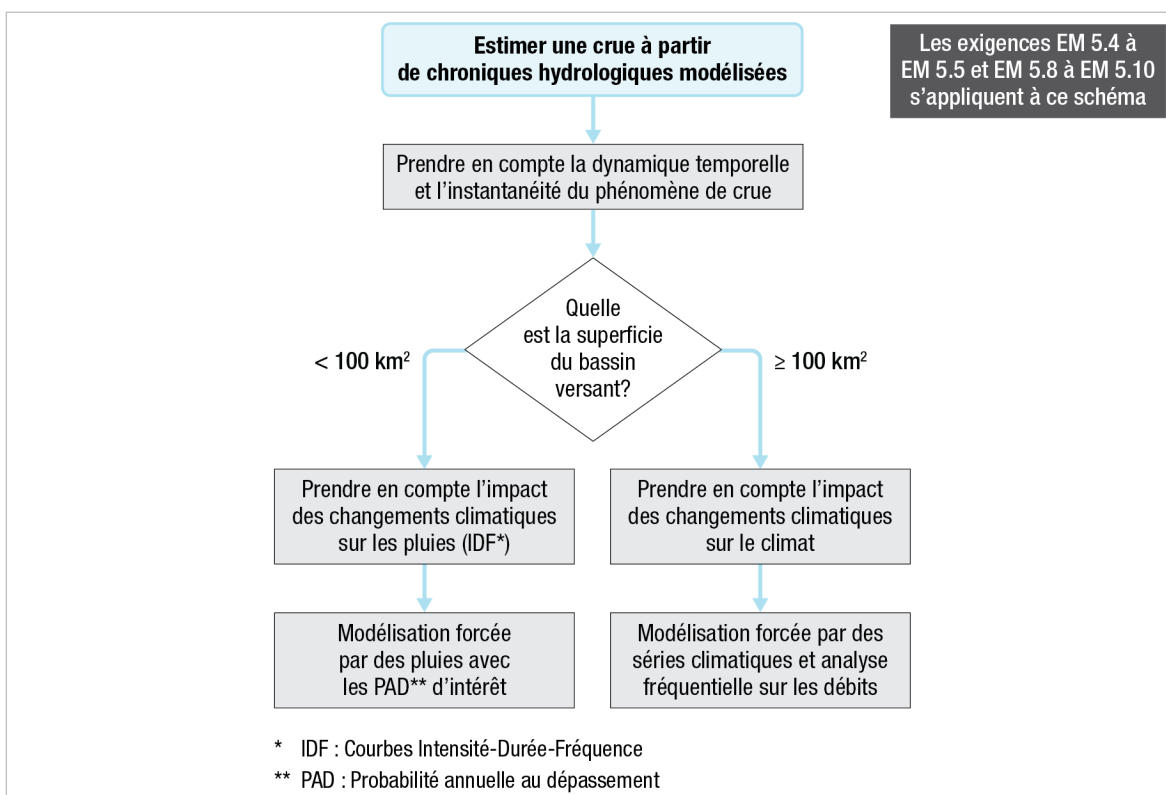 Estimer une crue à partir
de chroniques hydrologiques modélisées
Les exigences EM 5.4 à
EM 5.5 et EM 5.8 à EM 5.10
s’appliquent à ce schéma
Prendre en compte la dynamique temporelle
et l’instantanéité du phénomène de crue
Quelle
est la superficie
du bassin
versant?
< 100 km²
≥ 100 km²
Prendre en compte l’impact
des changements climatiques
sur les pluies (IDF*)
Prendre en compte l’impact
des changements climatiques
sur le climat
Modélisation forcée
par des pluies avec
les PAD** d’intérêt
Modélisation forcée par des
séries climatiques et analyse
fréquentielle sur les débits
* IDF : Courbes Intensité-Durée-Fréquence
** PAD : Probabilité annuelle au dépassement